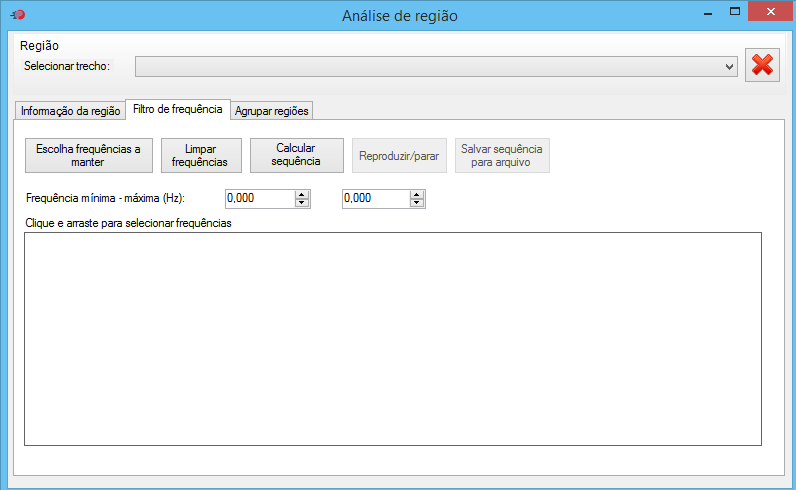 Análise de região
Região
Selecionar trecho:
Informação da região
Filtro de frequência
Agrupar regiões
Escolha frequências a
manter
Limpar
frequências
Calcular
sequência
Reproduzir/parar
Salvar sequência
para arquivo
Frequência mínima - máxima (Hz):
0,000
0,000
Clique e arraste para selecionar frequências